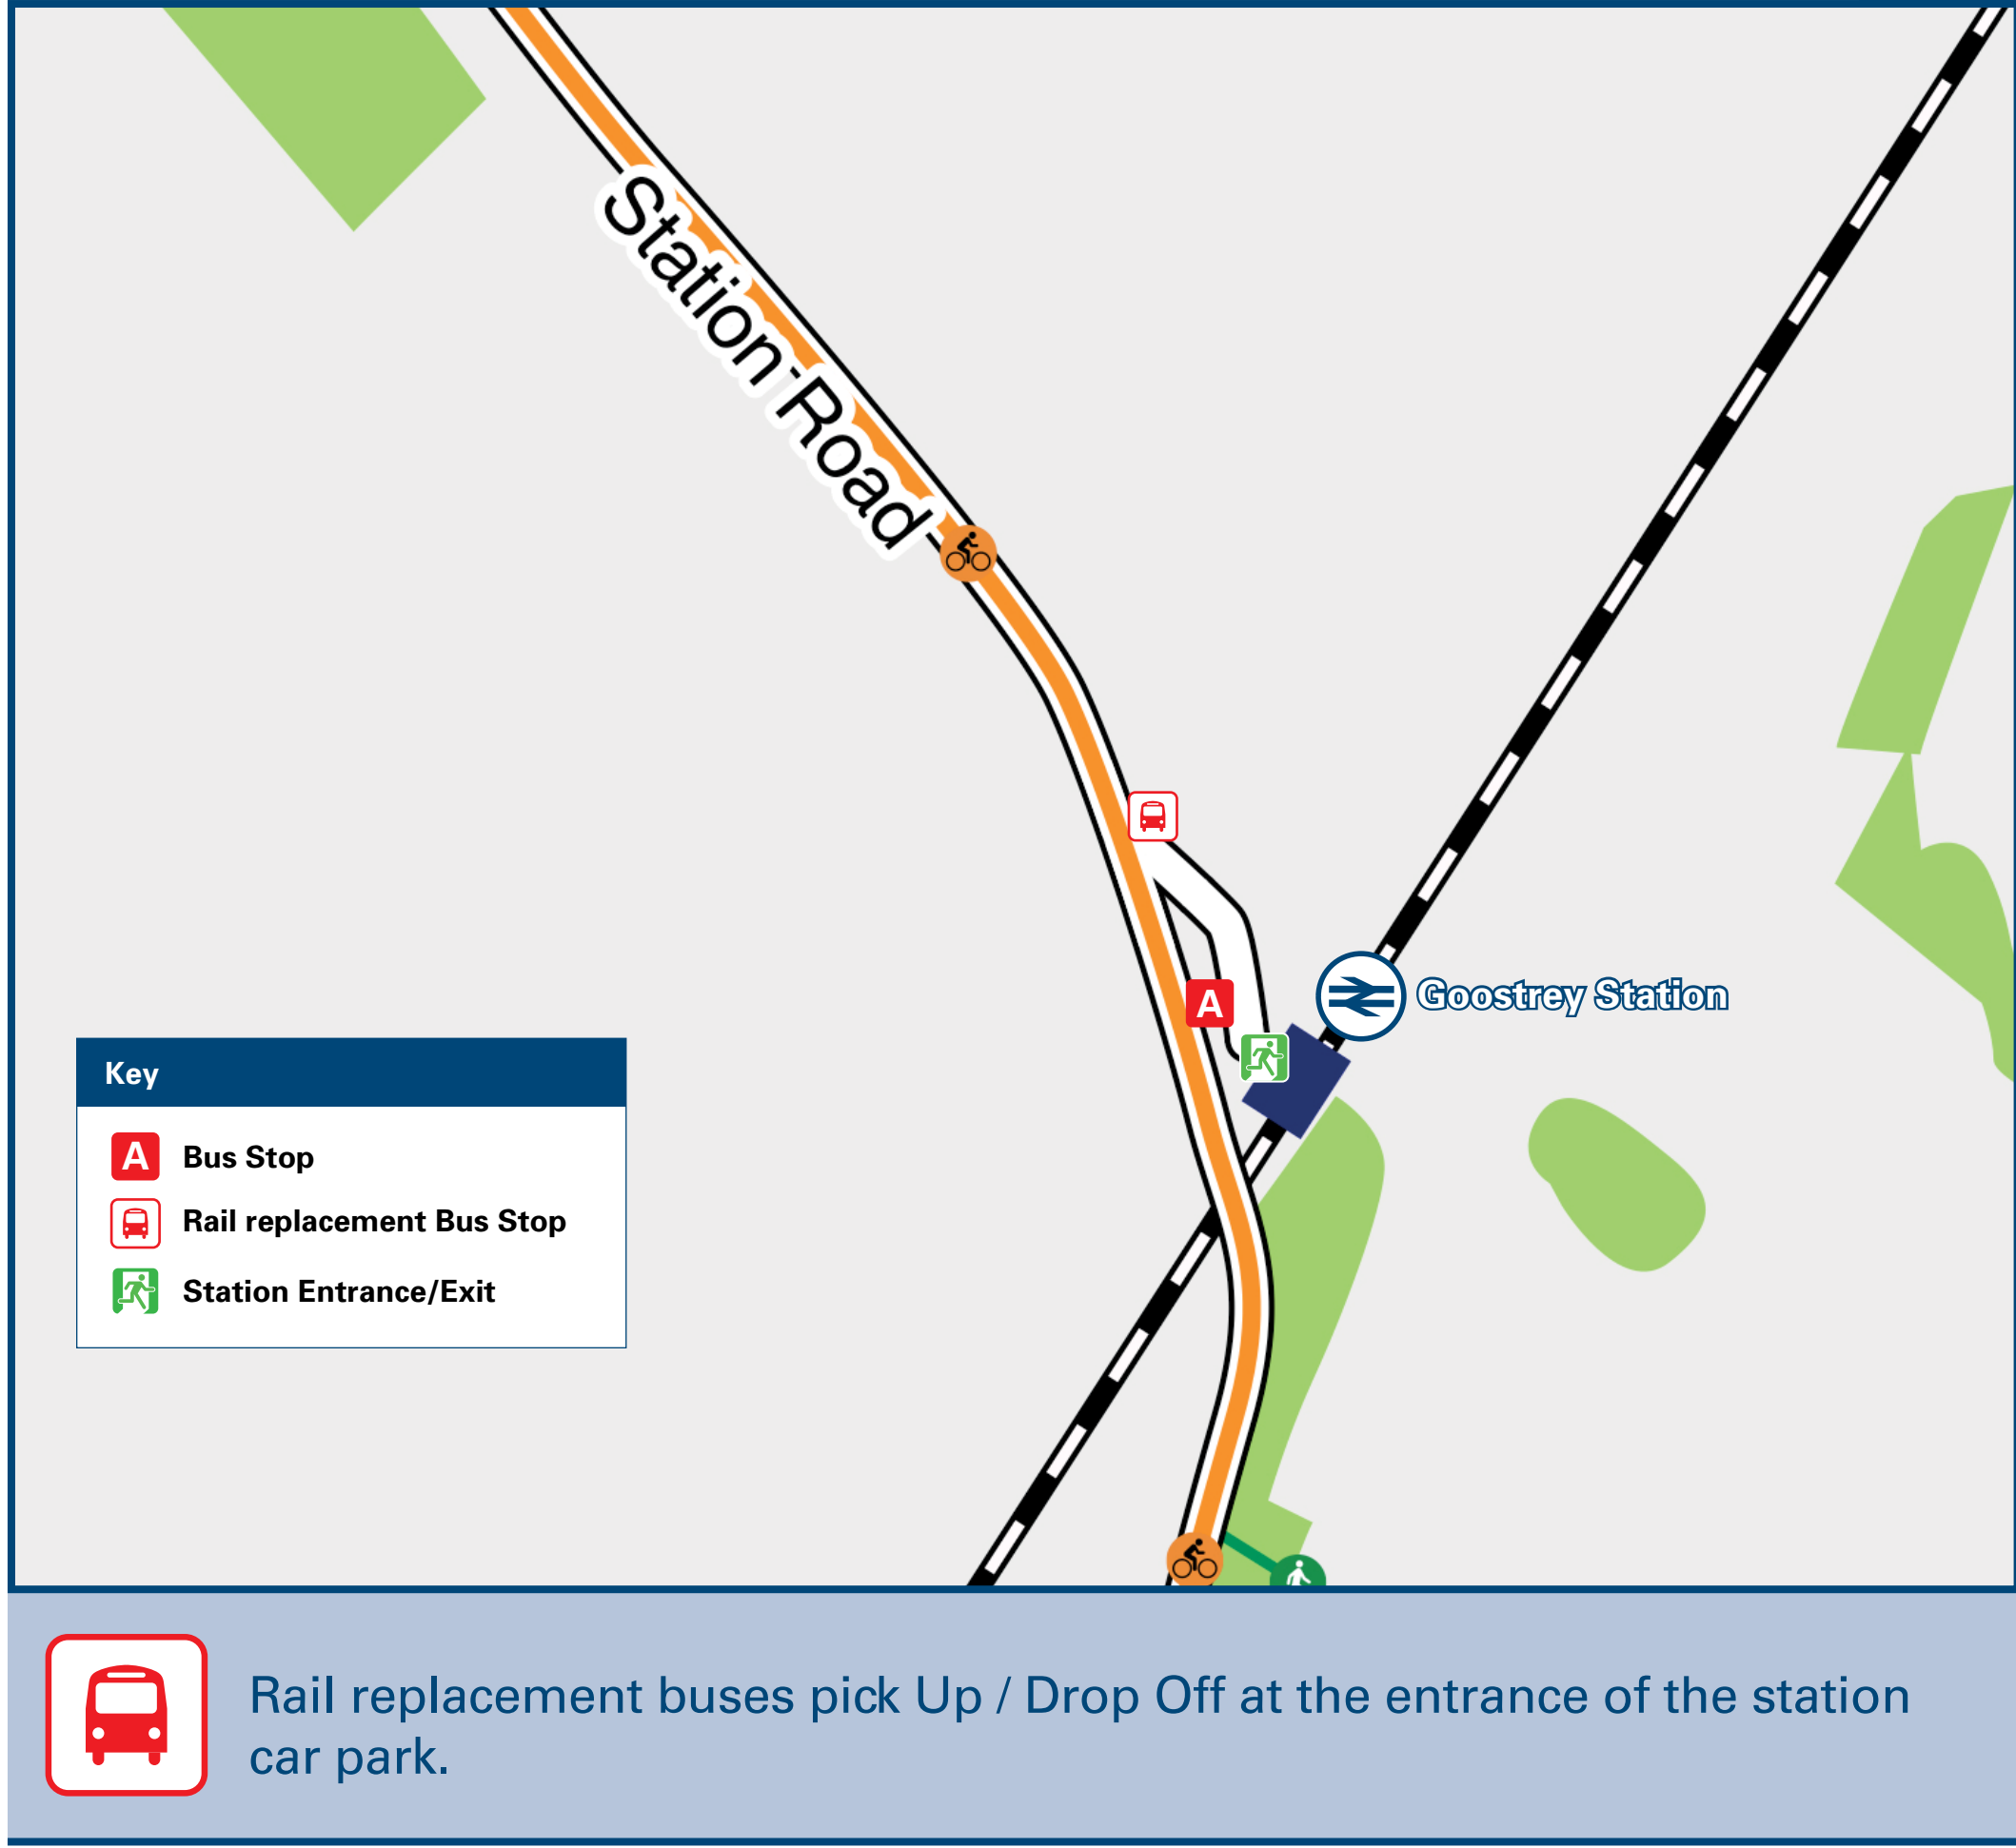 Station Road
A
Goostrey Station
Key
A Bus Stop
Rail replacement Bus Stop
Station Entrance/Exit
Rail replacement buses pick Up / Drop Off at the entrance of the station
car park.